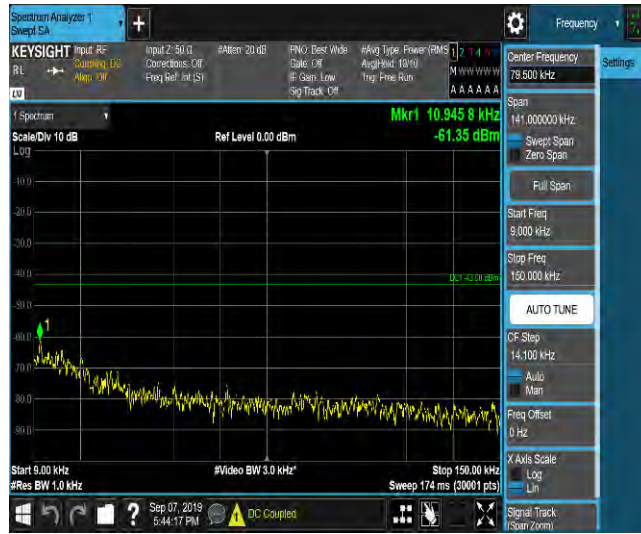 Spectrum Analyzer 1
Swept SA
Frequency
KEYSIGHT
RL
Input: RF
Coupling: DC
Align: Off
Input Z: 50 Ω
Corrections: Off
Freq Ref: Int (S)
#Atten: 20 dB
PNO: Best Wide
Gate: Off
IF Gain: Low
Sig Track: Off
#Avg Type: Power (RMS
Avg|Hold: 10/10
Trig: Free Run
M W W W W W
A A A A A A
1 Spectrum
Scale/Div 10 dB
Log
Ref Level 0.00 dBm
Mkr1 10.945 8 kHz
-61.35 dBm
-10.0
-20.0
-30.0
-40.0
DL1 -43.00 dBm
-50.0
-60.0
1
-70.0
-80.0
-90.0
Start 9.00 kHz
#Res BW 1.0 kHz
#Video BW 3.0 kHz*
Stop 150.00 kHz
Sweep 174 ms (30001 pts)
Sep 07, 2019
5:44:17 PM
DC Coupled
Center Frequency
79.500 kHz
Settings
Span
141.000000 kHz
Swept Span
Zero Span
Full Span
Start Freq
9.000 kHz
Stop Freq
150.000 kHz
AUTO TUNE
CF Step
14.100 kHz
Auto
Man
Freq Offset
0 Hz
X Axis Scale
Log
Lin
Signal Track
(Span Zoom)